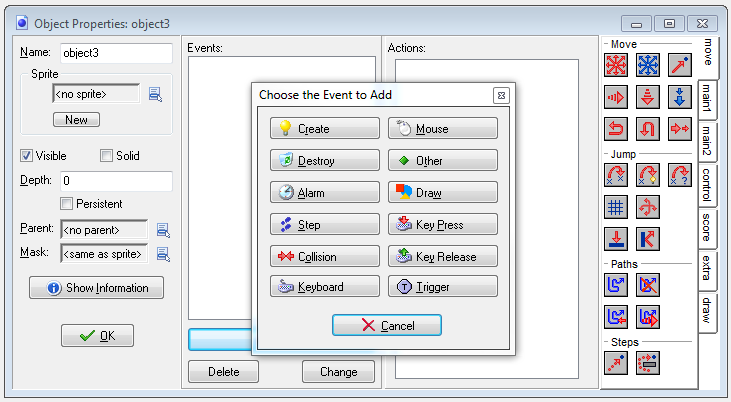 Object Properties: object3
Name: object3
Sprite
<no sprite>
New
Visible
Solid
Depth: 0
Persistent
Parent: <no parent>
Mask: <same as sprite>
Show Information
OK
Events:
Delete
Change
Choose the Event to Add
Create
Mouse
Destroy
Other
Alarm
Draw
Step
Key Press
Collision
Key Release
Keyboard
Trigger
Cancel
Actions:
Move
Jump
Paths
Steps
move
main1
main2
control
score
extra
draw